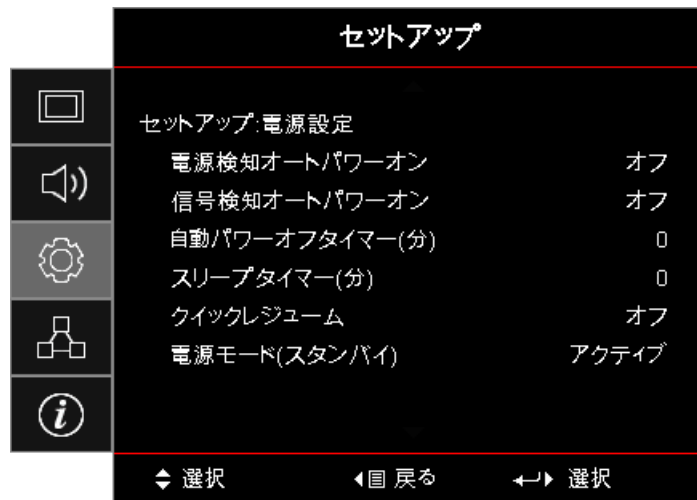 セットアップ
セットアップ:電源設定
電源検知オートパワーオン オフ
信号検知オートパワーオン オフ
自動パワーオフタイマー(分) 0
スリープタイマー(分) 0
クイックレジューム オフ
電源モード(スタンバイ) アクティブ
選択 戻る 選択